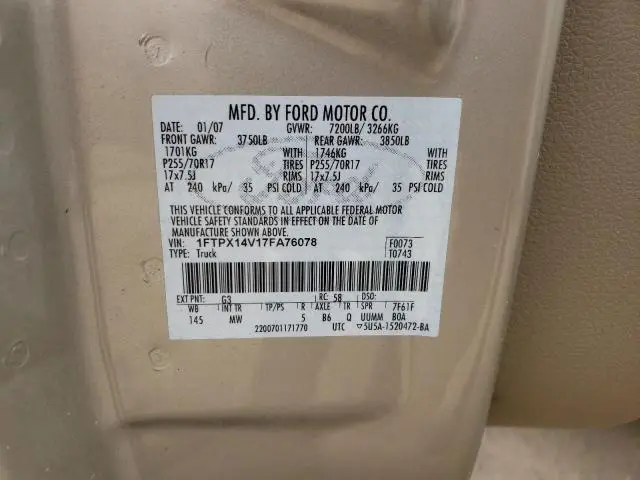 MFD. BY FORD MOTOR CO.
DATE: 01/07 GVWR: 7200LB/ 3266KG
FRONT GAWR: 3750LB REAR GAWR: 3850LB
1701KG WITH 1746KG WITH
P255/70R17 TIRES P255/70R17 TIRES
17x7.5J RIMS 17x7.5J RIMS
AT 240 kPa/ 35 PSI COLD AT 240 kPa/ 35 PSI COLD
THIS VEHICLE CONFORMS TO ALL APPLICABLE FEDERAL MOTOR
VEHICLE SAFETY STANDARDS IN EFFECT ON THE DATE OF
MANUFACTURE SHOWN ABOVE.
VIN: 1FTPX14V17FA76078 F0073
TYPE: Truck T0743
EXT PNT: G3 RC: 58 DSO:
WB INT TR TP/PS R AXLE TR SPR 7F61F
145 MW 5 B6 Q UUMM BOA
2200701171770 UTC ▽5U5A-1520472-BA
Ford